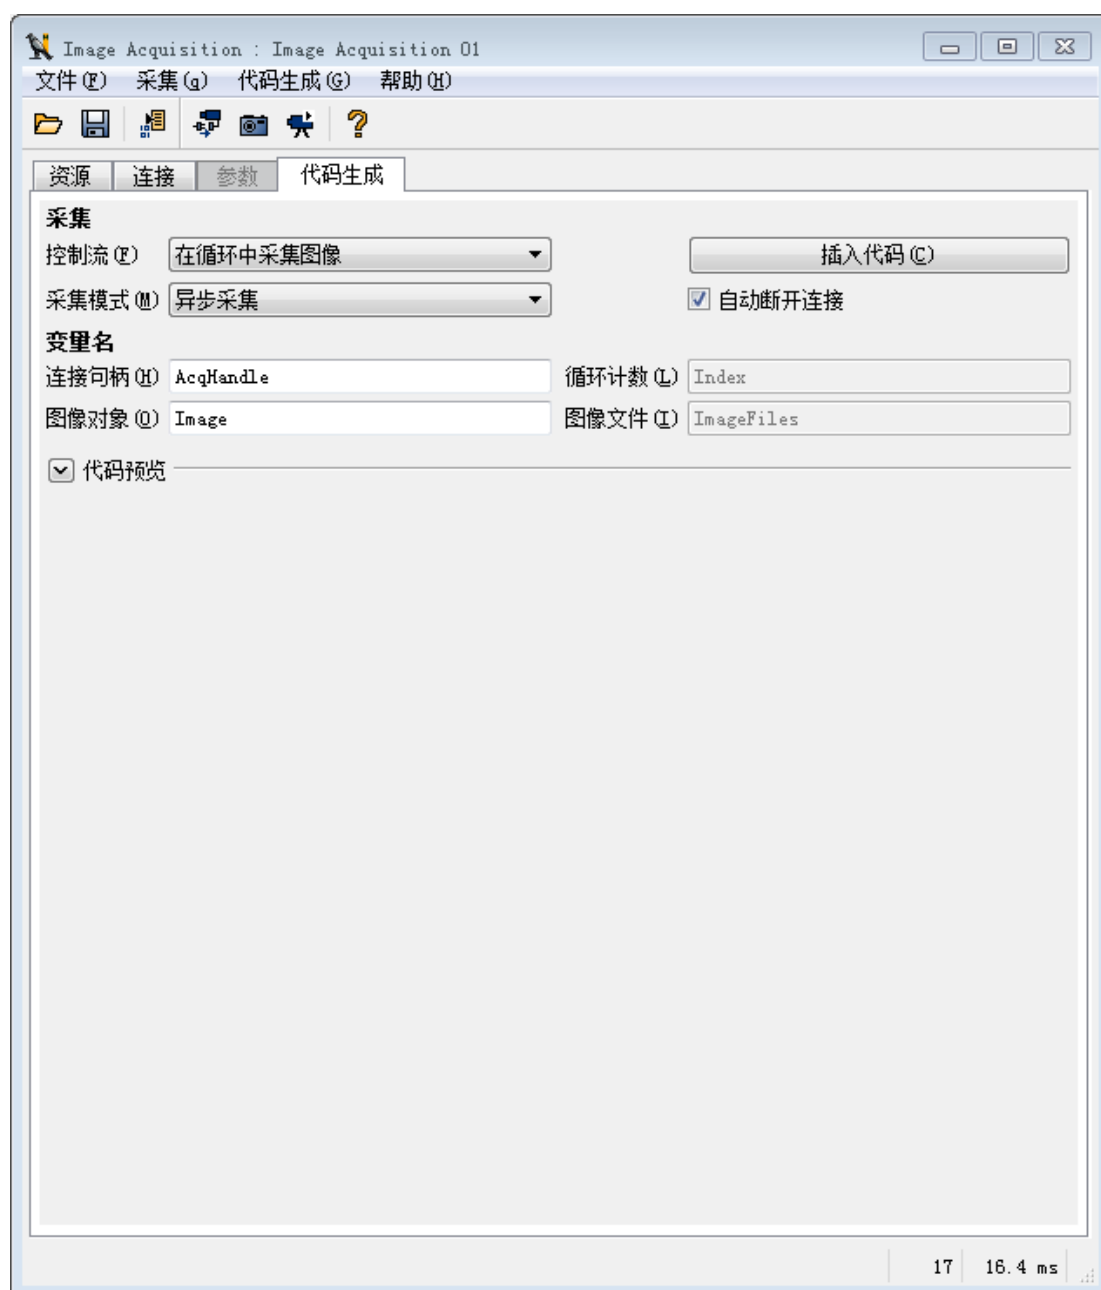 Image Acquisition : Image Acquisition 01
文件(F) 采集(q) 代码生成(G) 帮助(H)
资源 连接 参数 代码生成
采集
控制流(F) 在循环中采集图像 插入代码(C)
采集模式(M) 异步采集 自动断开连接
变量名
连接句柄(H) AcqHandle 循环计数(L) Index
图像对象(O) Image 图像文件(I) ImageFiles
代码预览
17 16.4 ms